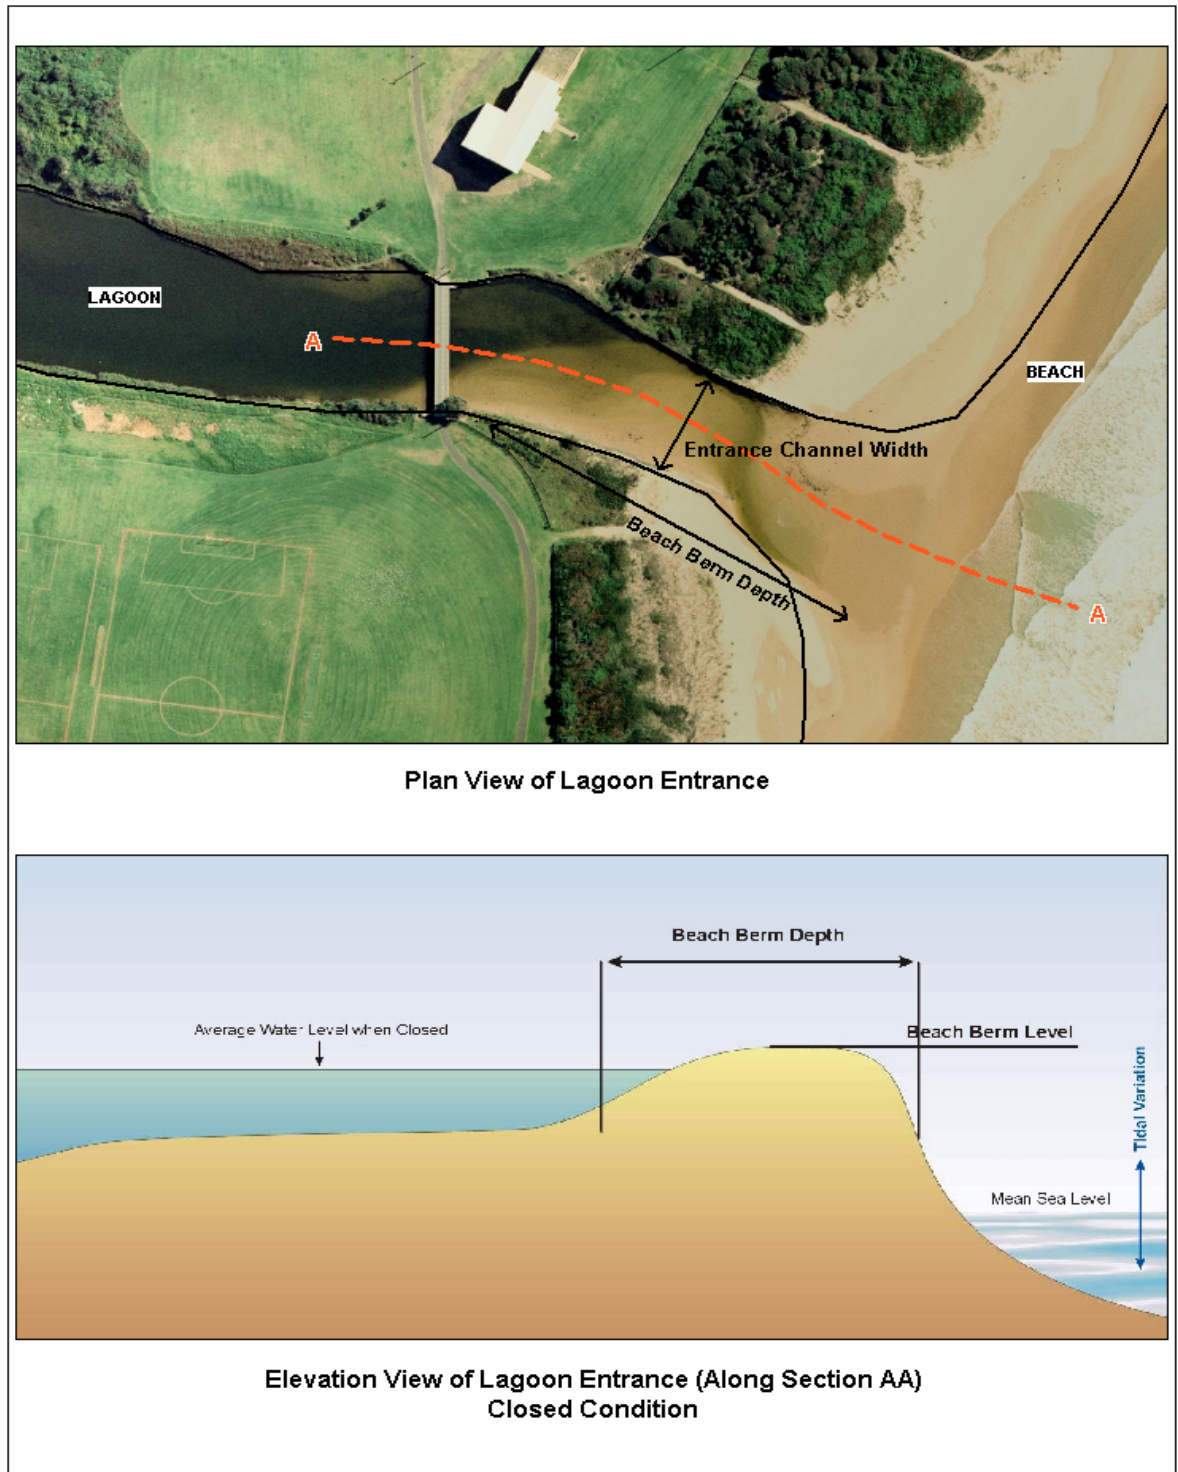 LAGOON
A
BEACH
Entrance Channel Width
Beach Berm Depth
A
Plan View of Lagoon Entrance
Beach Berm Depth
Average Water Level when Closed
Beach Berm Level
Tidal Variation
Mean Sea Level
Elevation View of Lagoon Entrance (Along Section AA)
Closed Condition